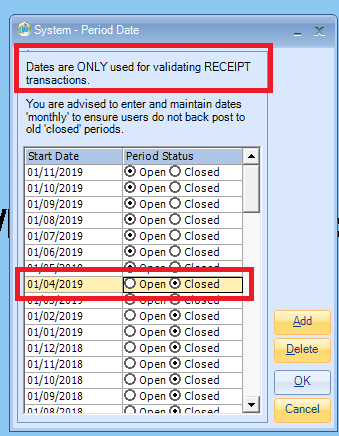 System - Period Date
Dates are ONLY used for validating RECEIPT
transactions.
You are advised to enter and maintain dates
'monthly' to ensure users do not back post to
old 'closed' periods.
Start Date Period Status
01/11/2019 Open Closed
01/10/2019 Open Closed
01/09/2019 Open Closed
01/08/2019 Open Closed
01/07/2019 Open Closed
01/06/2019 Open Closed
01/05/2019 Open Closed
01/04/2019 Open Closed
01/03/2019 Open Closed
01/02/2019 Open Closed
01/01/2019 Open Closed
01/12/2018 Open Closed
01/11/2018 Open Closed
01/10/2018 Open Closed
01/09/2018 Open Closed
01/08/2018 Open Closed
Add
Delete
OK
Cancel